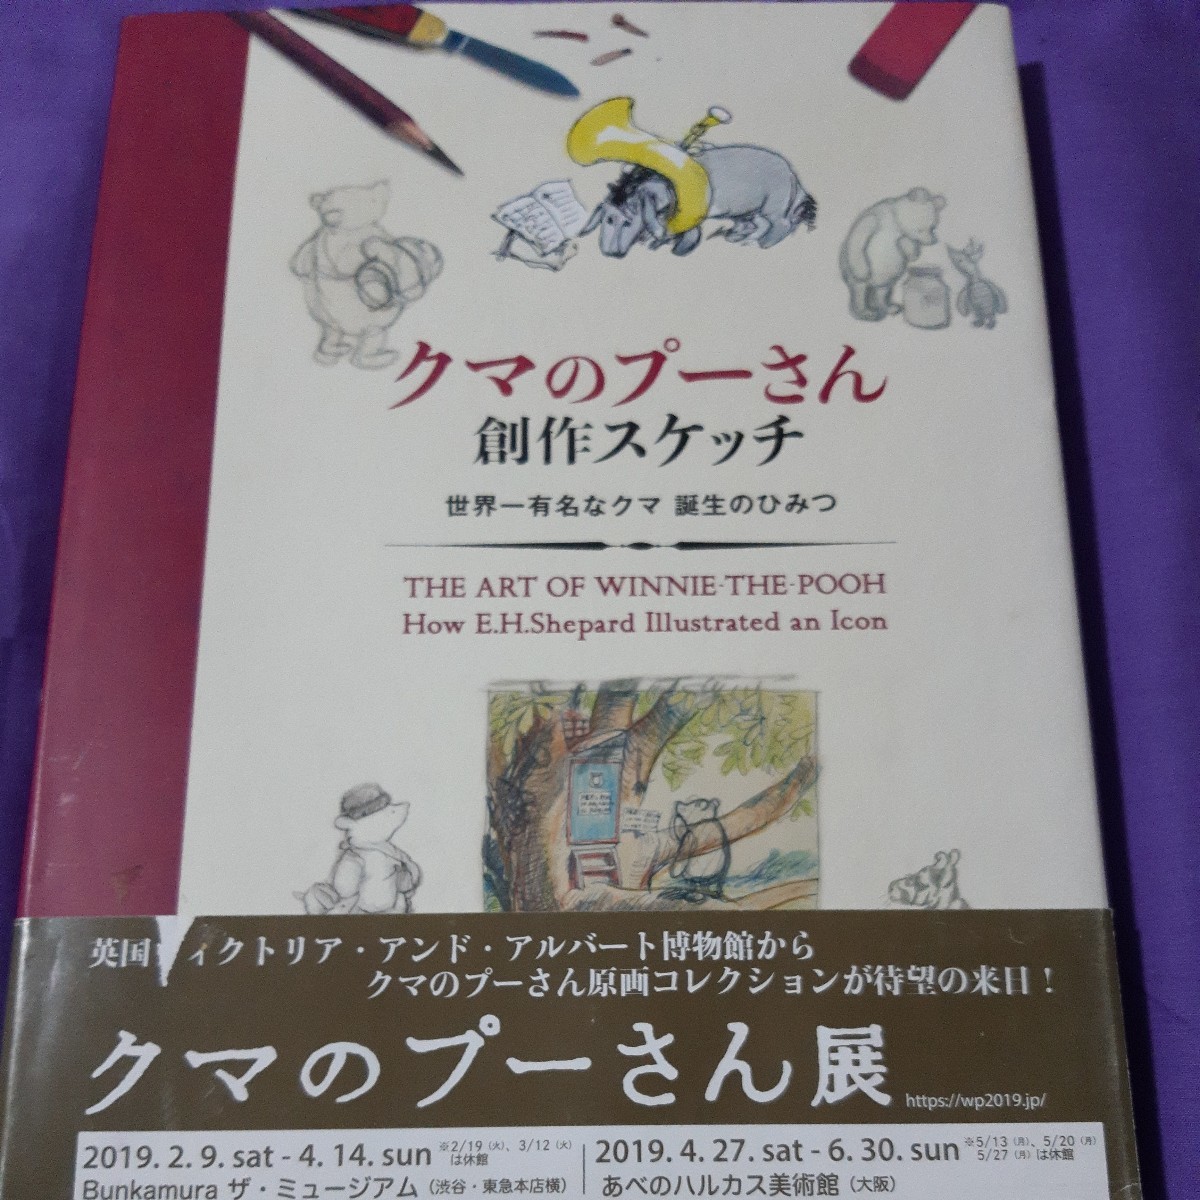 クマのプーさん
創作スケッチ
世界一有名なクマ 誕生のひみつ
THE ART OF WINNIE-THE-POOH
How E.H.Shepard Illustrated an Icon
英国 ィクトリア・アンド・アルバート博物館から
クマのプーさん原画コレクションが待望の来日！
クマのプーさん展
https://wp2019.jp/
2019. 2. 9. sat - 4. 14. sun ※2/19（火）、3/12（火）は休館
Bunkamura ザ・ミュージアム（渋谷・東急本店横）
2019. 4. 27. sat - 6. 30. sun ※5/13（月）、5/20（月）5/27（月）は休館
あべのハルカス美術館（大阪）